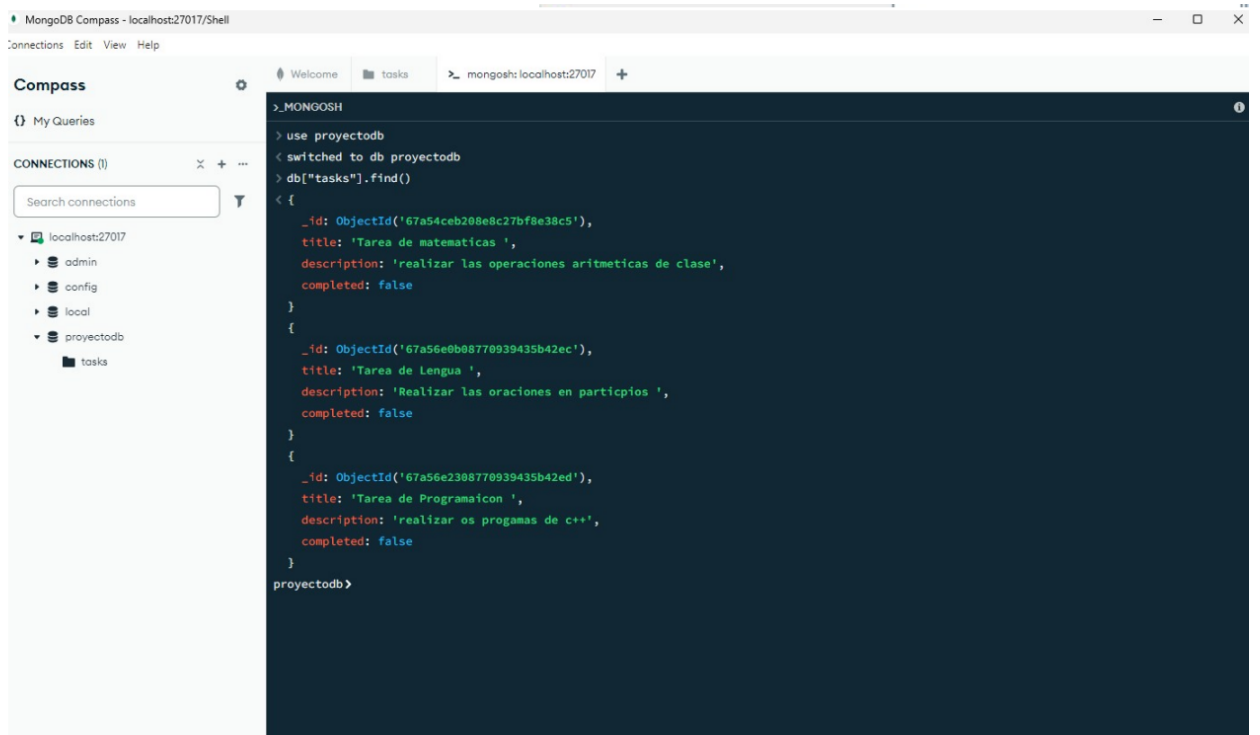 MongoDB Compass - localhost:27017/Shell
Connections Edit View Help
Compass
{} My Queries
CONNECTIONS (1)
Search connections
localhost:27017
admin
config
local
proyectodb
tasks
Welcome tasks >_ mongosh: localhost:27017 +
>_MONGOSH
> use proyectodb
< switched to db proyectodb
> db["tasks"].find()
< {
_id: ObjectId('67a54ceb208e8c27bf8e38c5'),
title: 'Tarea de matematicas ',
description: 'realizar las operaciones aritmeticas de clase',
completed: false
}
{
_id: ObjectId('67a56e0b08770939435b42ec'),
title: 'Tarea de Lengua ',
description: 'Realizar las oraciones en particpios ',
completed: false
}
{
_id: ObjectId('67a56e2308770939435b42ed'),
title: 'Tarea de Programaicon ',
description: 'realizar os progamas de c++',
completed: false
}
proyectodb>